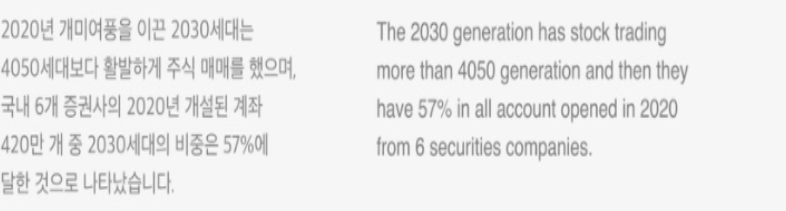 2020년 개미여풍을 이끈 2030세대는
4050세대보다 활발하게 주식 매매를 했으며,
국내 6개 증권사의 2020년 개설된 계좌
420만 개 중 2030세대의 비중은 57%에
달한 것으로 나타났습니다.
The 2030 generation has stock trading
more than 4050 generation and then they
have 57% in all account opened in 2020
from 6 securities companies.